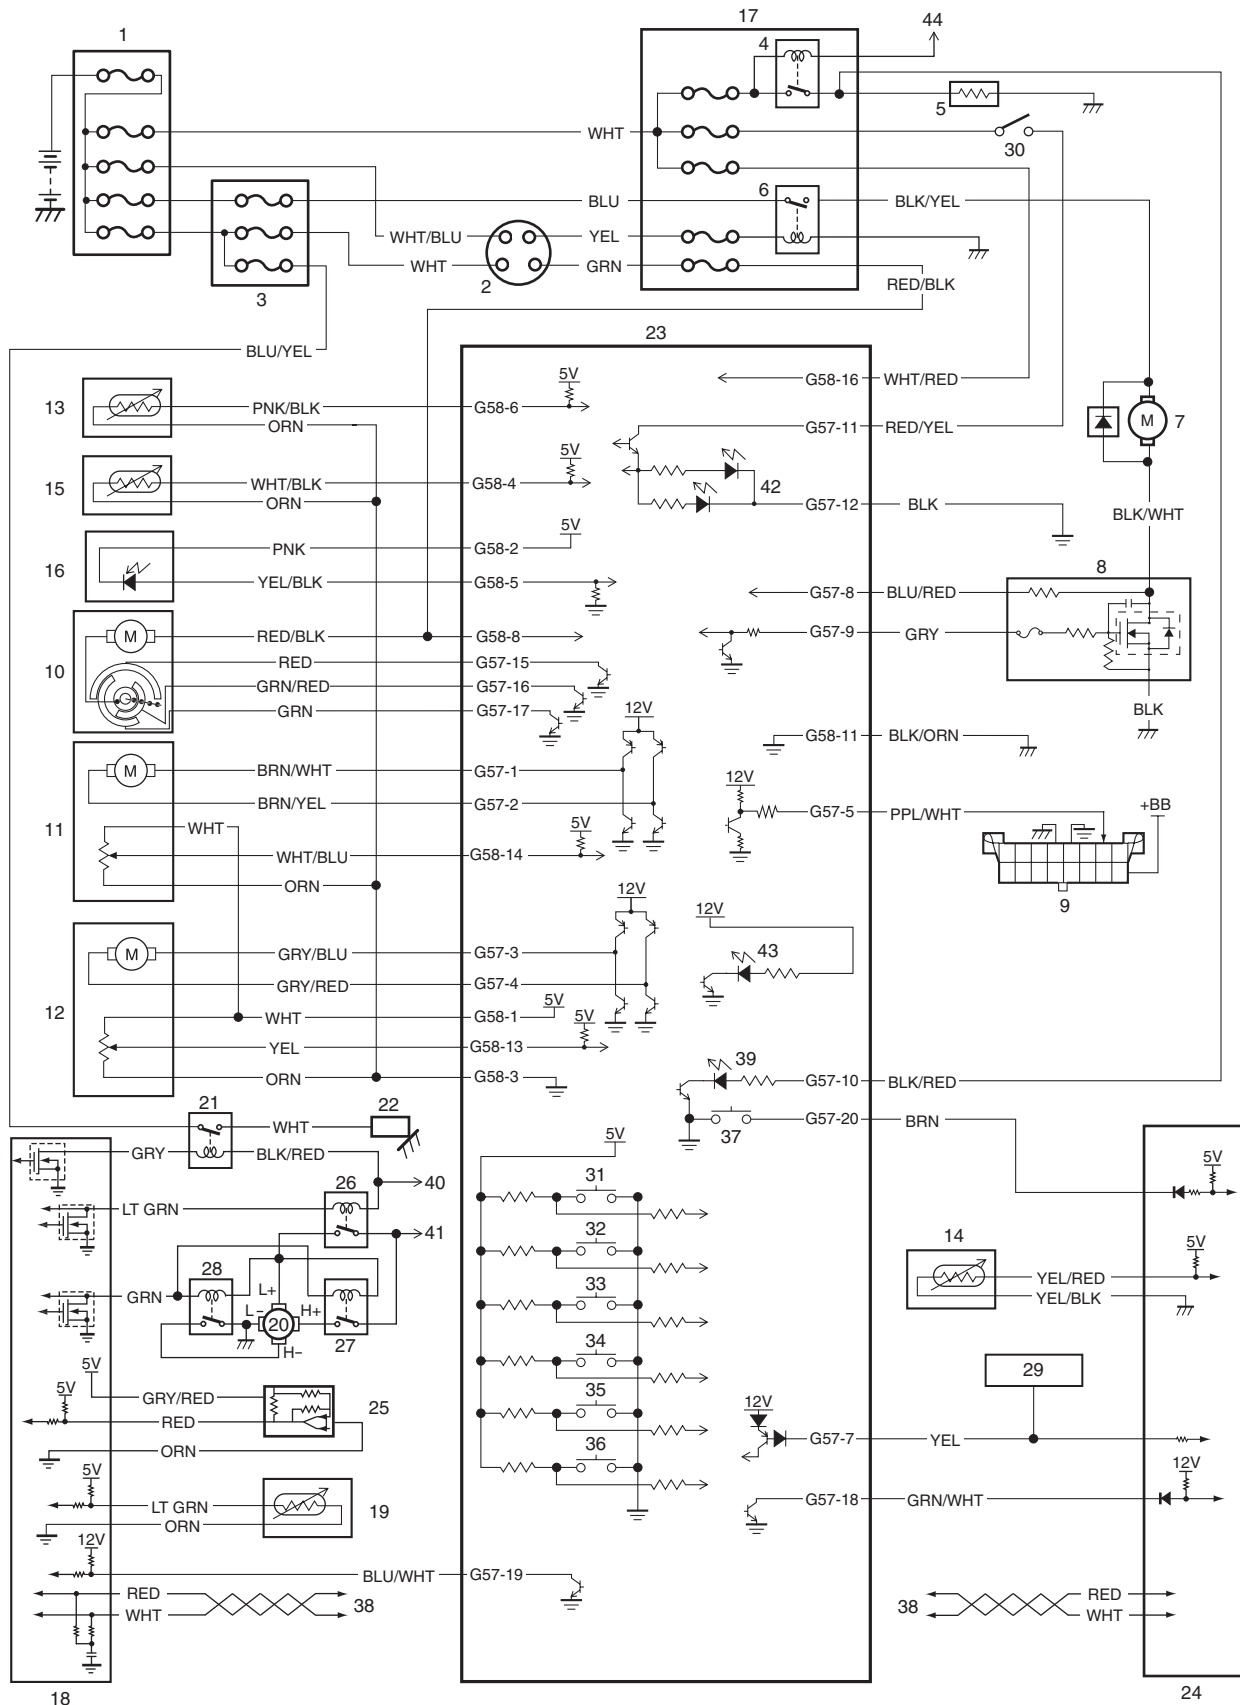 1
17
4
44
5
WHT
30
6
BLU
BLK/YEL
WHT/BLU
YEL
WHT
GRN
2
3
RED/BLK
23
BLU/YEL
5V
G58-16
WHT/RED
13
PNK/BLK
G58-6
ORN
G57-11
RED/YEL
M
7
5V
15
WHT/BLK
G58-4
ORN
42
G57-12
BLK
BLK/WHT
5V
PNK
G58-2
16
YEL/BLK
G58-5
8
G57-8
BLU/RED
M
RED/BLK
G58-8
G57-9
GRY
10
RED
G57-15
GRN/RED
G57-16
GRN
G57-17
12V
BLK
G58-11
BLK/ORN
M
BRN/WHT
G57-1
12V
BRN/YEL
G57-2
G57-5
PPL/WHT
+BB
11
WHT
5V
WHT/BLU
G58-14
ORN
9
12V
12V
M
GRY/BLU
G57-3
43
GRY/RED
G57-4
12
5V
WHT
G58-1
5V
YEL
G58-13
39
ORN
G58-3
G57-10
BLK/RED
21
22
WHT
G57-20
BRN
37
GRY
BLK/RED
5V
5V
31
26
40
LT GRN
41
32
14
5V
28
L+
33
YEL/RED
GRN
L−
H+
YEL/BLK
20
27
34
H−
29
5V
5V
GRY/RED
25
35
12V
RED
36
G57-7
YEL
ORN
12V
5V
LT GRN
19
G57-18
GRN/WHT
ORN
12V
BLU/WHT
G57-19
RED
38
WHT
38
RED
WHT
18
24